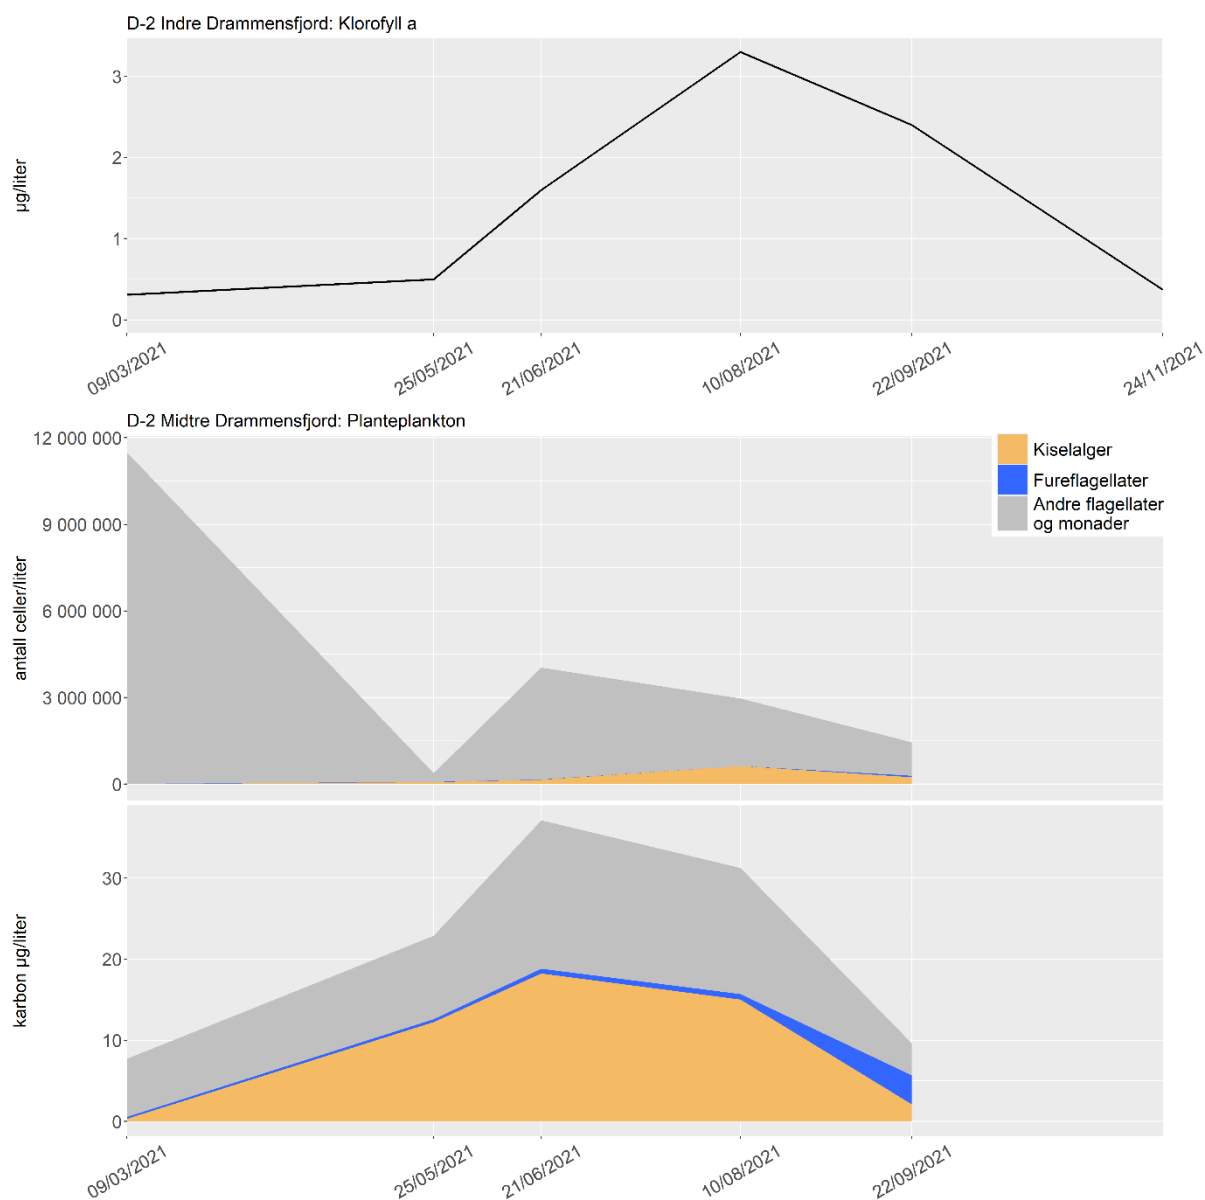 D-2 Indre Drammensfjord: Klorofyll a
µg/liter
3
2
1
0
09/03/2021
25/05/2021
21/06/2021
10/08/2021
22/09/2021
24/11/2021
D-2 Midtre Drammensfjord: Planteplankton
antall celler/liter
12 000 000
9 000 000
6 000 000
3 000 000
0
Kiselalger
Fureflagellater
Andre flagellater
og monader
karbon µg/liter
30
20
10
0
09/03/2021
25/05/2021
21/06/2021
10/08/2021
22/09/2021